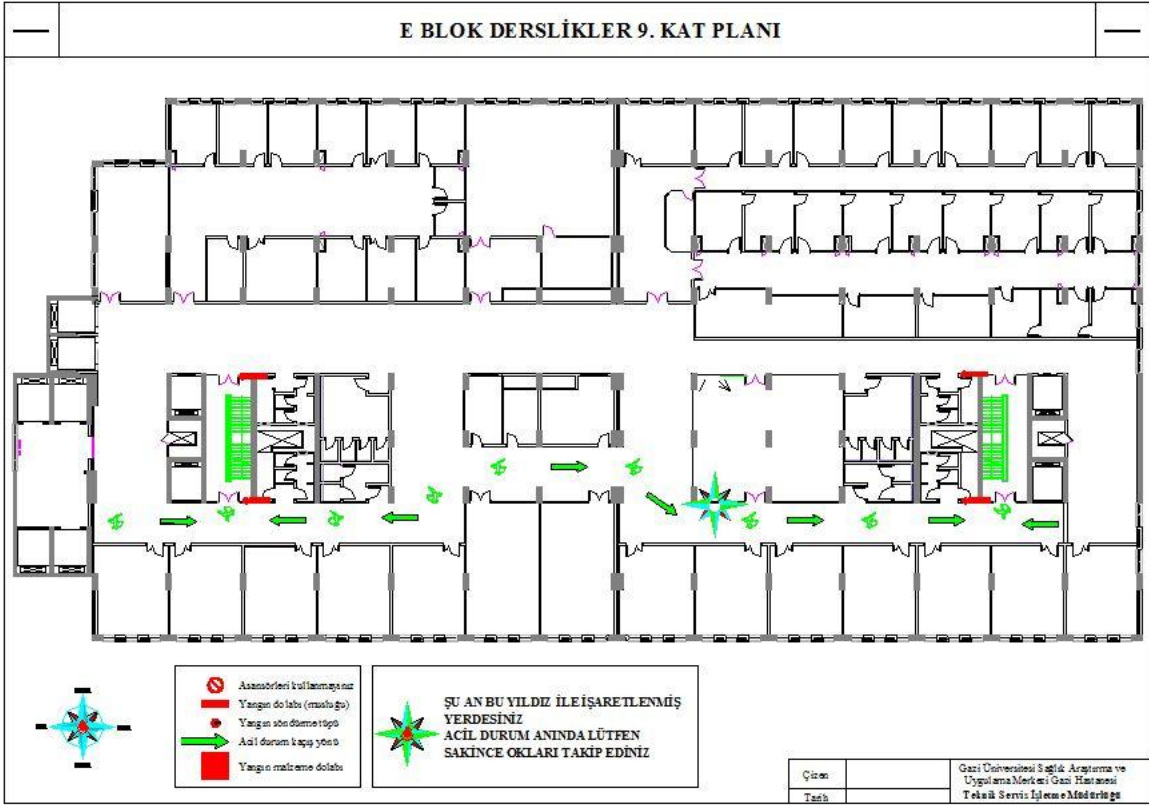 E BLOK DERSLİKLER 9. KAT PLANI
Asansörleri kullanmayınız
Yangın dolabı (musluğu)
Yangın söndürme tüpü
Acil durum kaçış yönü
Yangın malzeme dolabı
ŞU AN BU YILDIZ İLE İŞARETLENMİŞ
YERDESİNİZ
ACİL DURUM ANINDA LÜTFEN
SAKİNCE OKLARI TAKİP EDİNİZ
Çizen
Tarih
Gazi Üniversitesi Sağlık Araştırma ve
Uygulama Merkezi Gazi Hastanesi
Teknik Servis İşletme Müdürlüğü